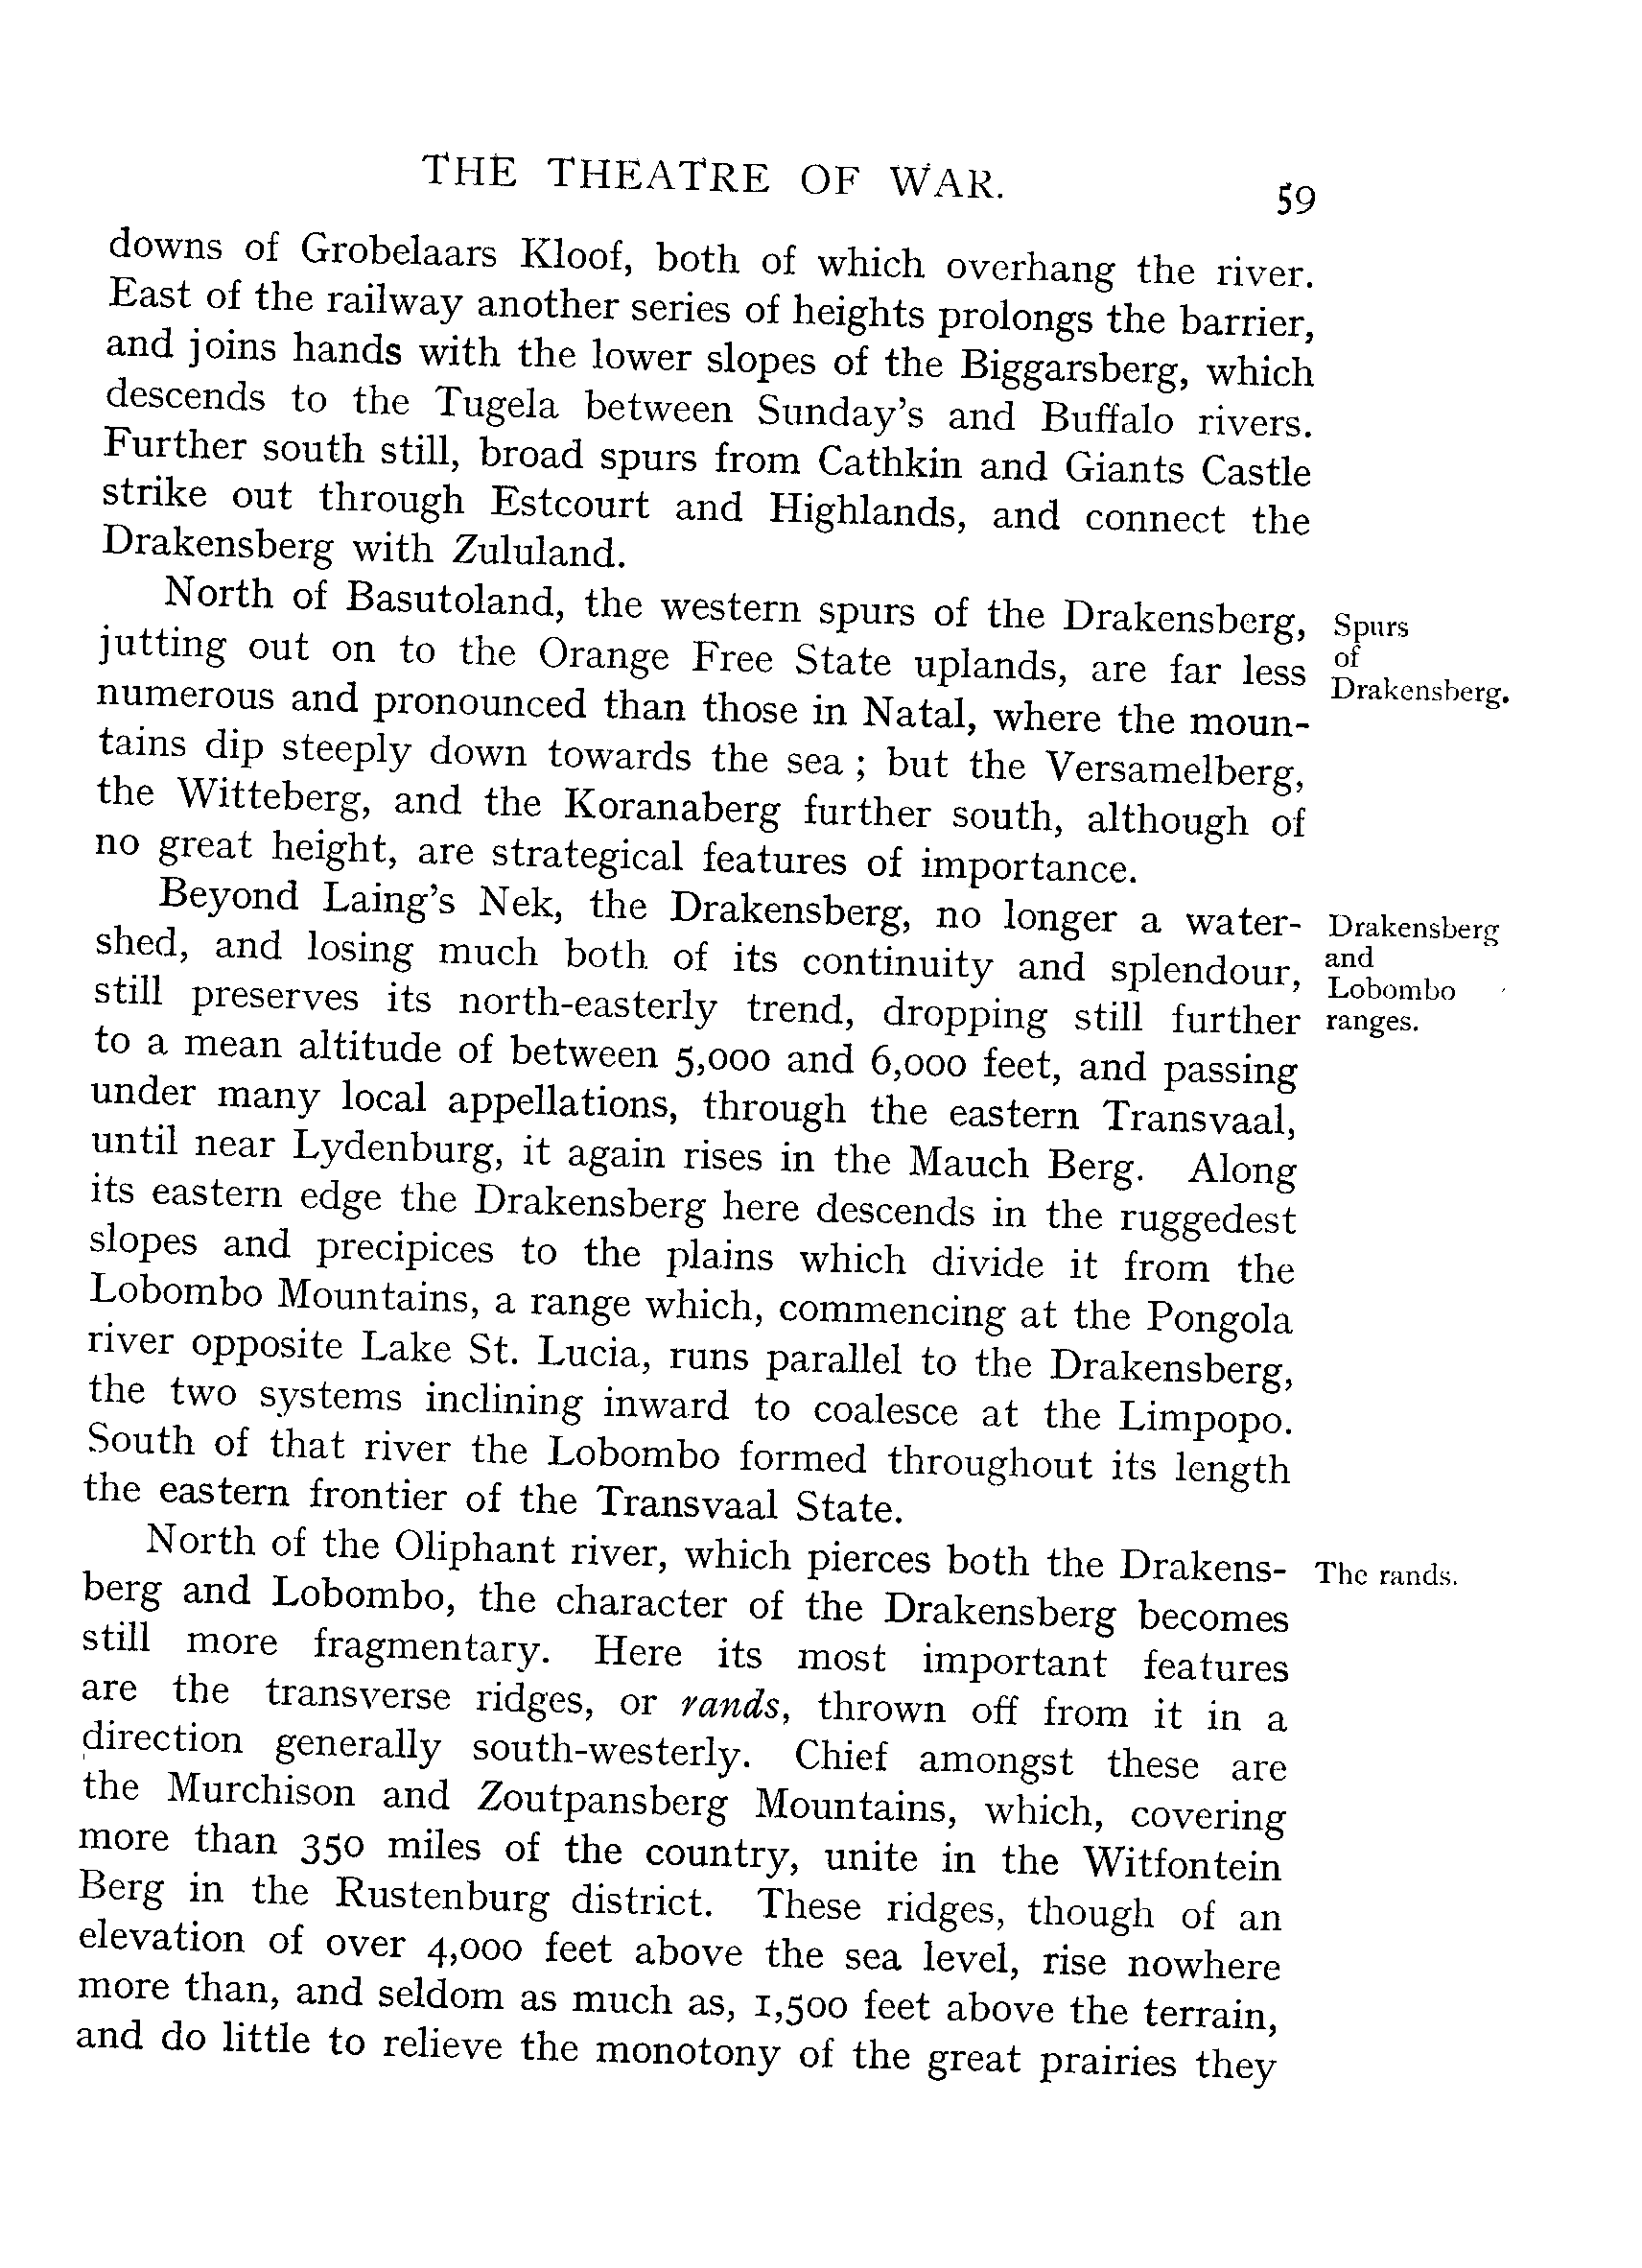 THE THEATRE OF WAR. 59
downs of Grobelaars Kloof, both of which overhang the river.
East of the railway another series of heights prolongs the barrier,
and joins hands with the lower slopes of the Biggarsberg, which
descends to the Tugela between Sunday's and Buffalo rivers.
Further south still, broad spurs from Cathkin and Giants Castle
strike out through Estcourt and Highlands, and connect the
Drakensberg with Zululand.
North of Basutoland, the western spurs of the Drakensberg,
jutting out on to the Orange Free State uplands, are far less
numerous and pronounced than those in Natal, where the moun-
tains dip steeply down towards the sea ; but the Versamelberg,
the Witteberg, and the Koranaberg further south, although of
no great height, are strategical features of importance.
Spurs
of
Drakensberg.
Beyond Laing's Nek, the Drakensberg, no longer a water-
shed, and losing much both of its continuity and splendour,
still preserves its north-easterly trend, dropping still further
to a mean altitude of between 5,000 and 6,000 feet, and passing
under many local appellations, through the eastern Transvaal,
until near Lydenburg, it again rises in the Mauch Berg. Along
its eastern edge the Drakensberg here descends in the ruggedest
slopes and precipices to the plains which divide it from the
Lobombo Mountains, a range which, commencing at the Pongola
river opposite Lake St. Lucia, runs parallel to the Drakensberg,
the two systems inclining inward to coalesce at the Limpopo.
South of that river the Lobombo formed throughout its length
the eastern frontier of the Transvaal State.
Drakensberg
and
Lobombo
ranges.
North of the Oliphant river, which pierces both the Drakens-
berg and Lobombo, the character of the Drakensberg becomes
still more fragmentary. Here its most important features
are the transverse ridges, or rands, thrown off from it in a
direction generally south-westerly. Chief amongst these are
the Murchison and Zoutpansberg Mountains, which, covering
more than 350 miles of the country, unite in the Witfontein
Berg in the Rustenburg district. These ridges, though of an
elevation of over 4,000 feet above the sea level, rise nowhere
more than, and seldom as much as, 1,500 feet above the terrain,
and do little to relieve the monotony of the great prairies they
The rands.